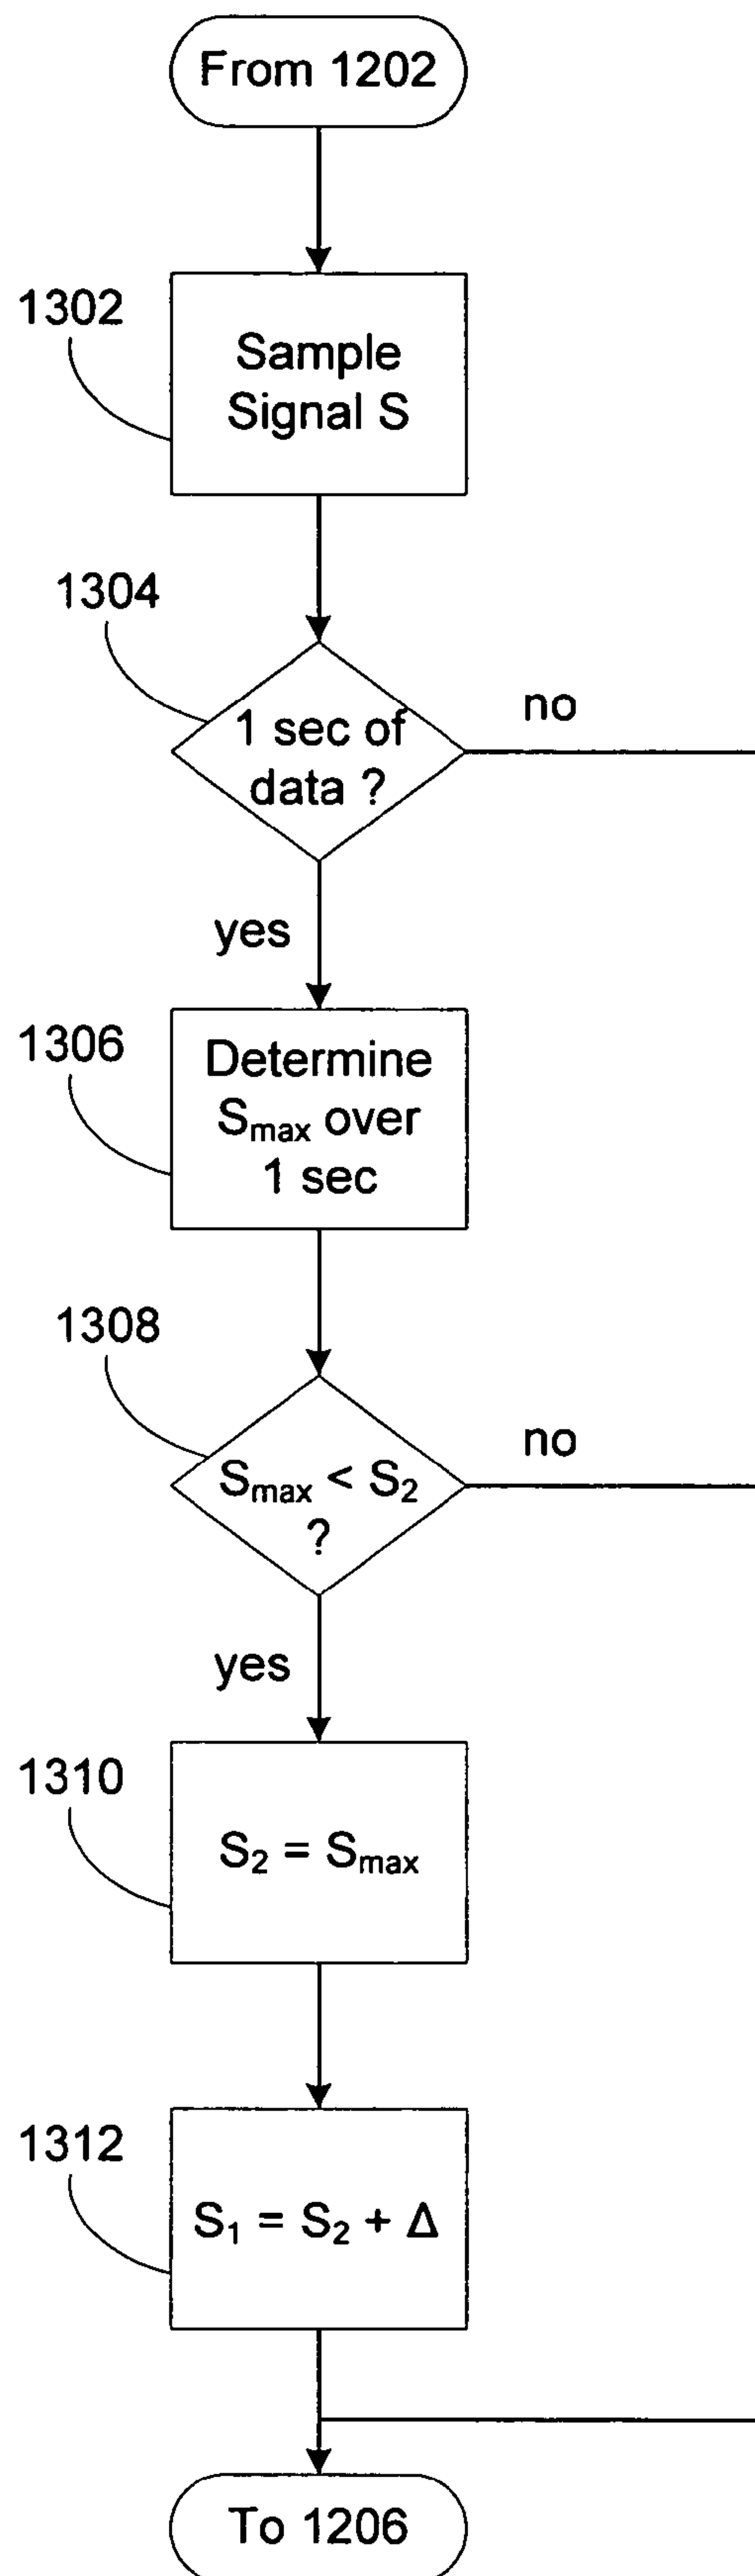 From 1202
1302
Sample
Signal S
1304
1 sec of
data ?
no
yes
1306
Determine
Smax over
1 sec
1308
Smax < S2
?
no
yes
1310
S2 = Smax
1312
S1 = S2 + Δ
To 1206